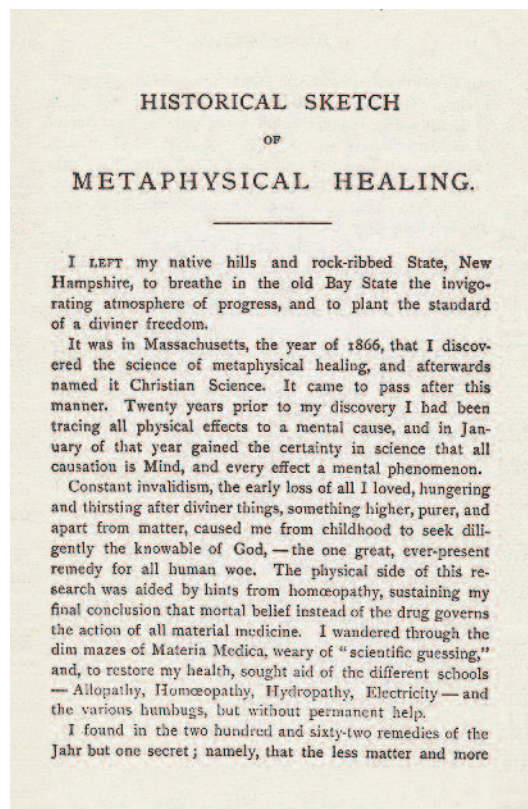 HISTORICAL SKETCH
OF
METAPHYSICAL HEALING.
I LEFT my native hills and rock-ribbed State, New
Hampshire, to breathe in the old Bay State the invigo-
rating atmosphere of progress, and to plant the standard
of a diviner freedom.
It was in Massachusetts, the year of 1866, that I discov-
ered the science of metaphysical healing, and afterwards
named it Christian Science. It came to pass after this
manner. Twenty years prior to my discovery I had been
tracing all physical effects to a mental cause, and in Jan-
uary of that year gained the certainty in science that all
causation is Mind, and every effect a mental phenomenon.
Constant invalidism, the early loss of all I loved, hungering
and thirsting after diviner things, something higher, purer, and
apart from matter, caused me from childhood to seek dili-
gently the knowable of God, — the one great, ever-present
remedy for all human woe. The physical side of this re-
search was aided by hints from homœopathy, sustaining my
final conclusion that mortal belief instead of the drug governs
the action of all material medicine. I wandered through the
dim mazes of Materia Medica, weary of "scientific guessing,"
and, to restore my health, sought aid of the different schools
— Allopathy, Homœopathy, Hydropathy, Electricity — and
the various humbugs, but without permanent help.
I found in the two hundred and sixty-two remedies of the
Jahr but one secret; namely, that the less matter and more